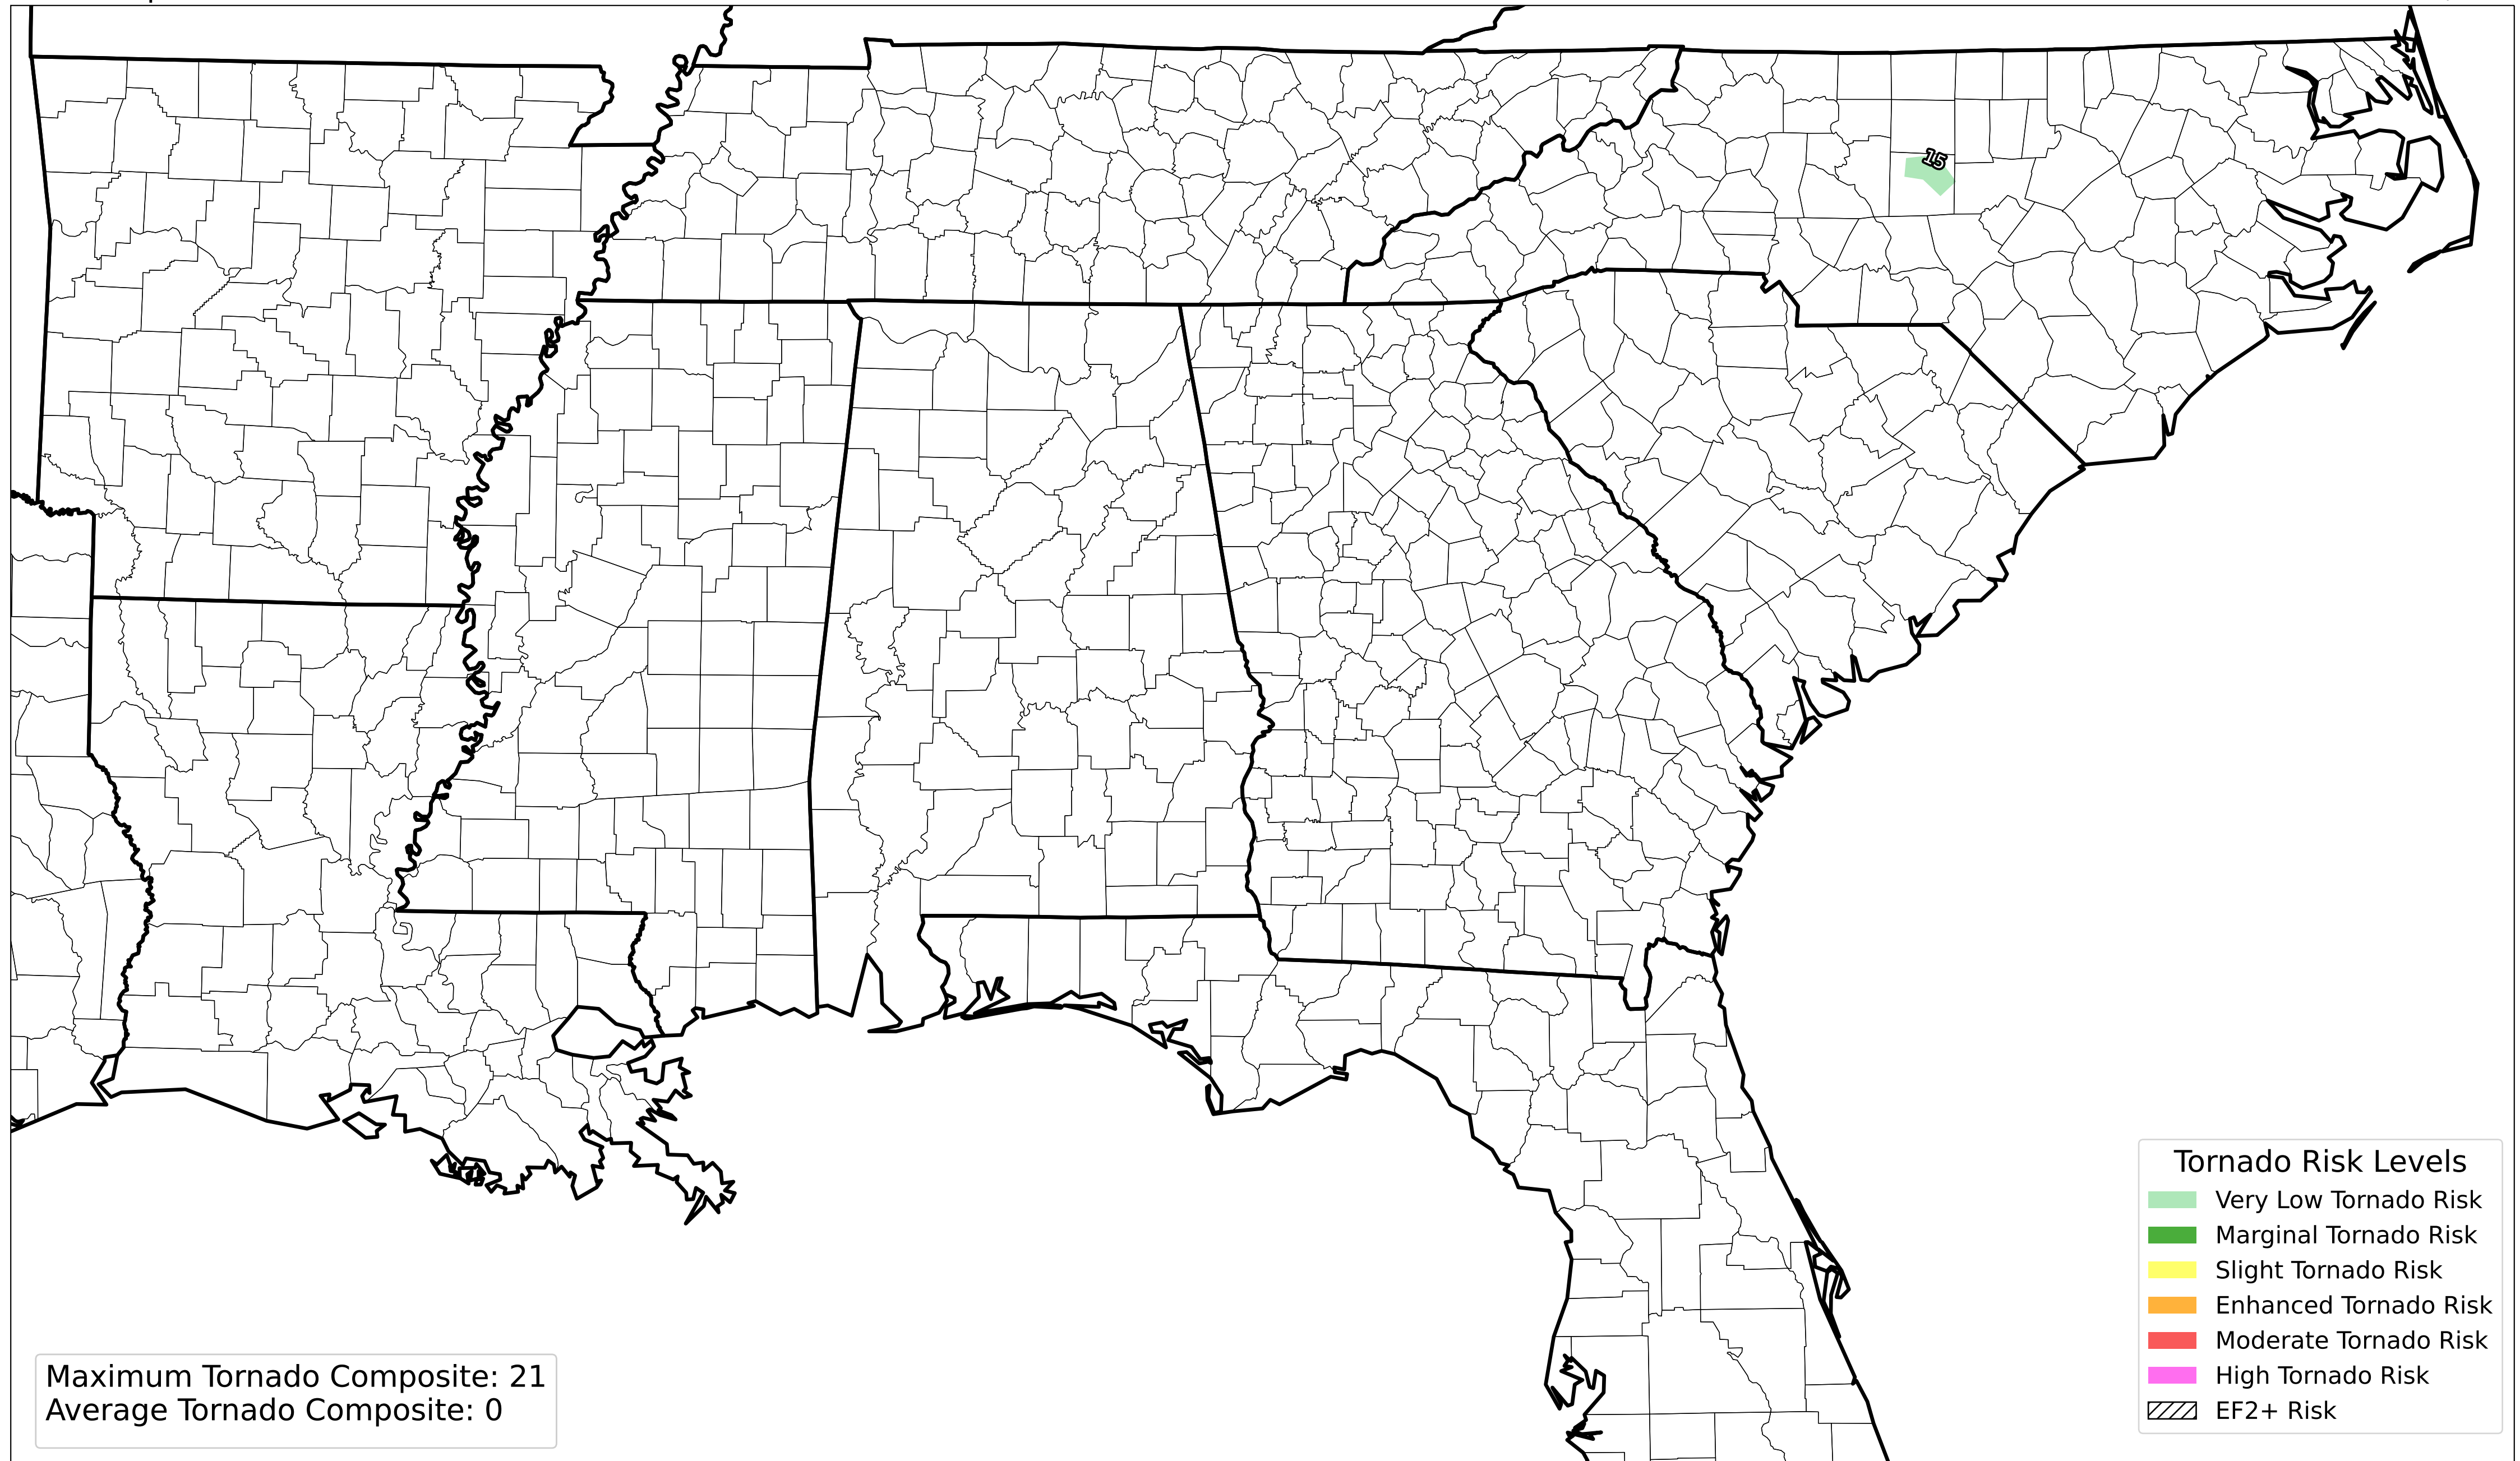 15
Tornado Risk Levels
Very Low Tornado Risk
Marginal Tornado Risk
Slight Tornado Risk
Enhanced Tornado Risk
Moderate Tornado Risk
High Tornado Risk
EF2+ Risk
Maximum Tornado Composite: 21
Average Tornado Composite: 0